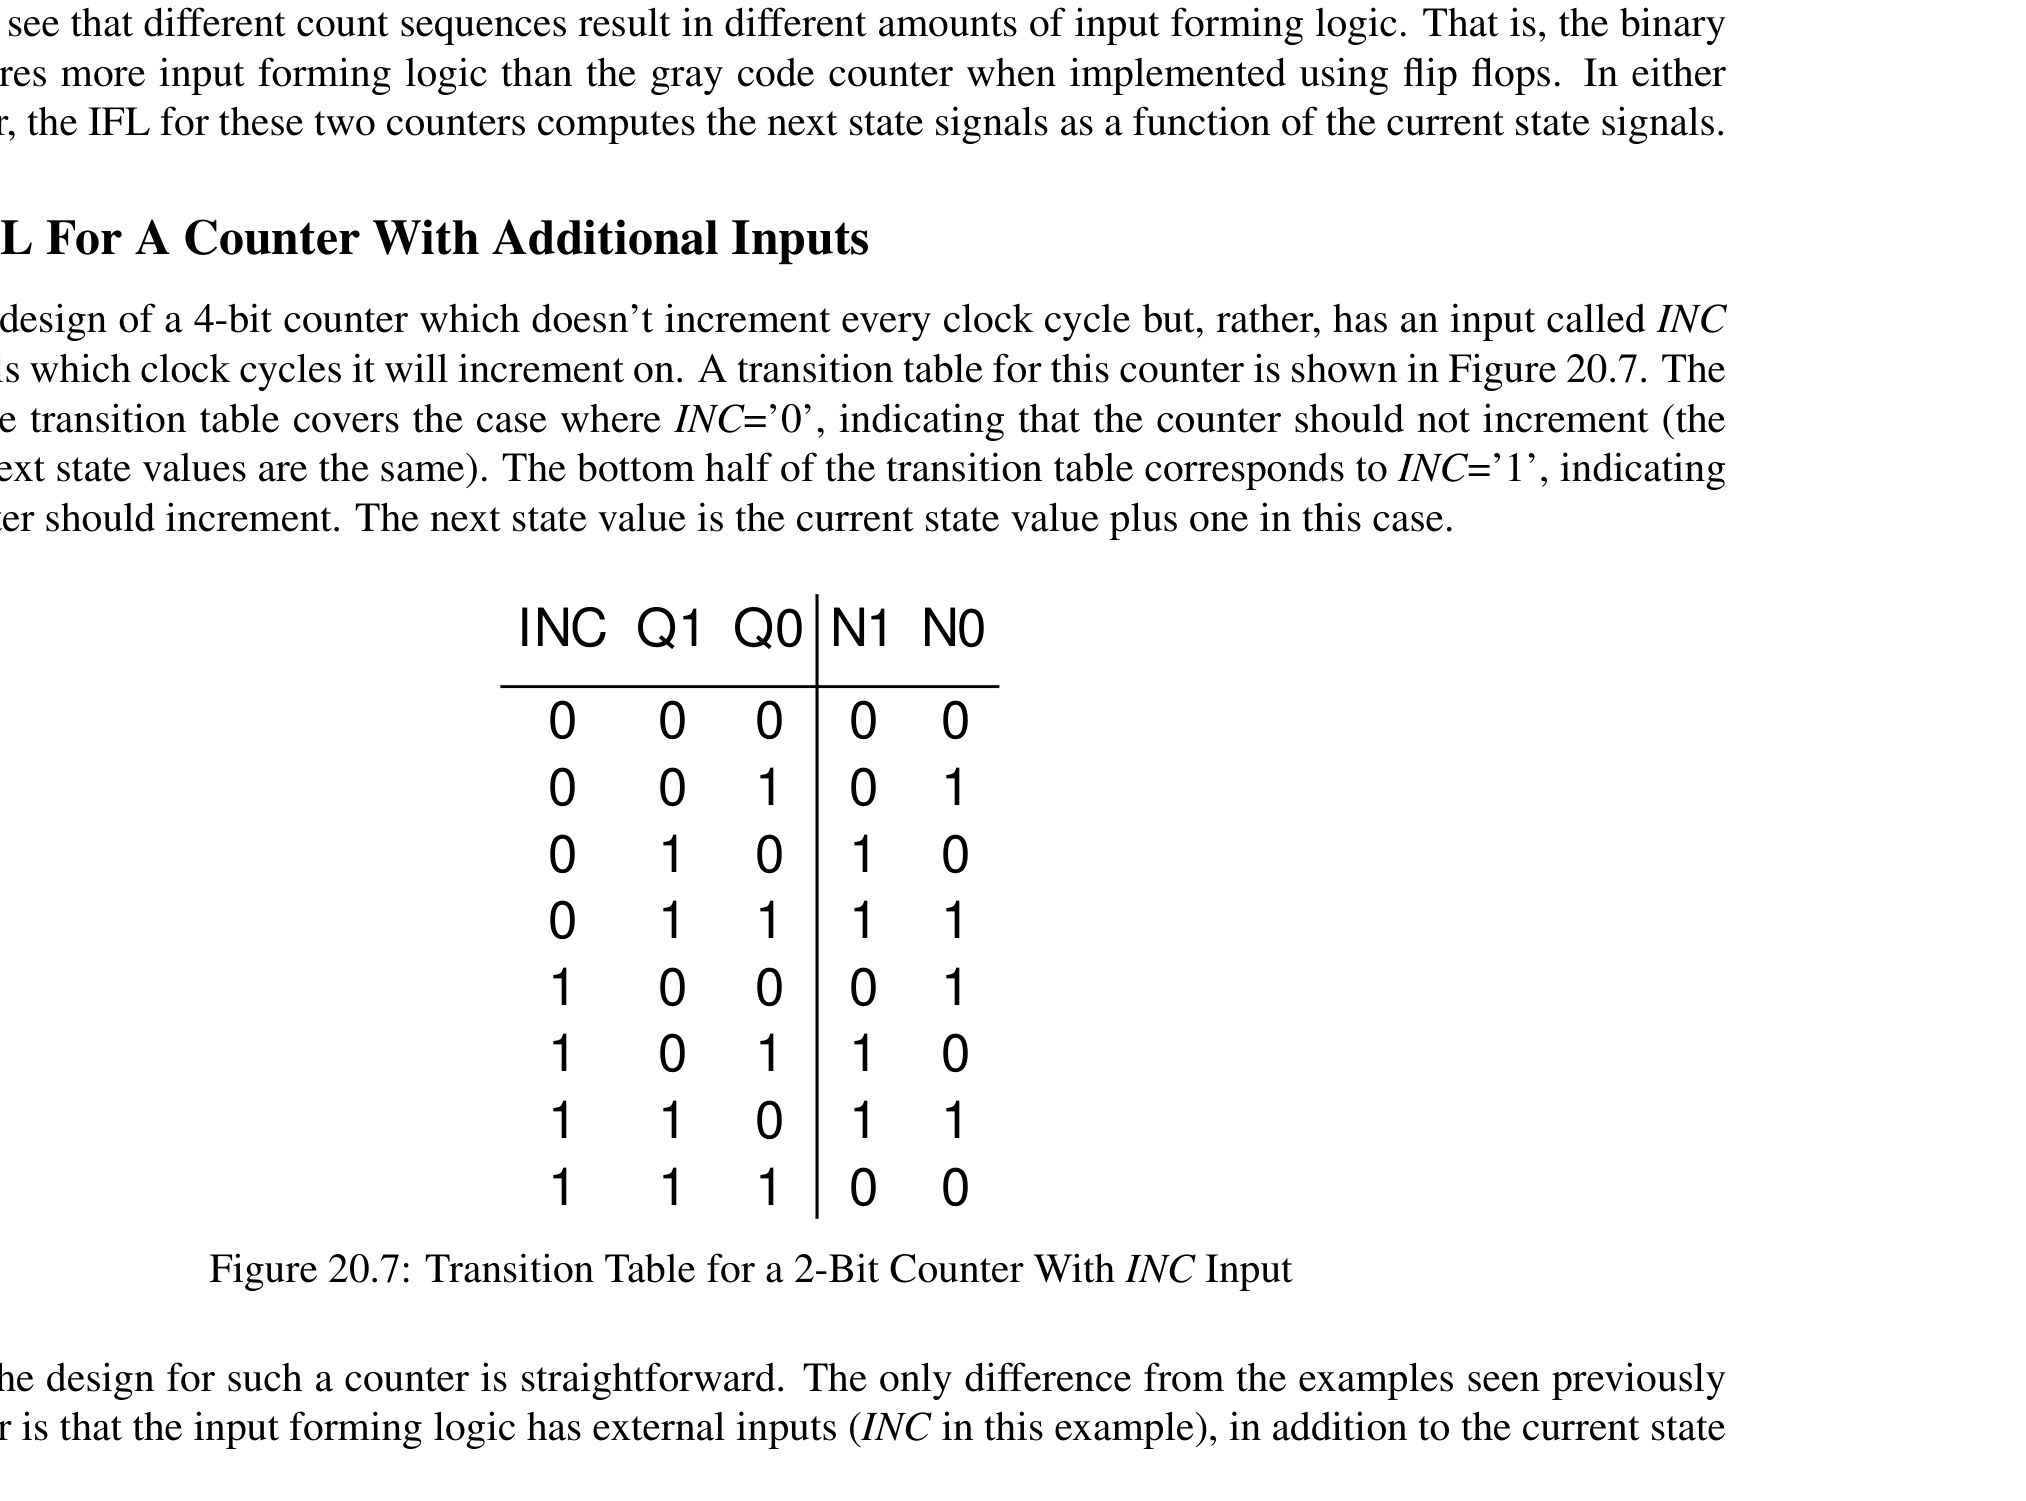 see that different count sequences result in different amounts of input forming logic. That is, the binary
res more input forming logic than the gray code counter when implemented using flip flops. In either
r, the IFL for these two counters computes the next state signals as a function of the current state signals.
L For A Counter With Additional Inputs
design of a 4-bit counter which doesn't increment every clock cycle but, rather, has an input called INC
ls which clock cycles it will increment on. A transition table for this counter is shown in Figure 20.7. The
e transition table covers the case where INC='0', indicating that the counter should not increment (the
ext state values are the same). The bottom half of the transition table corresponds to INC='1', indicating
ter should increment. The next state value is the current state value plus one in this case.
INC Q1 Q0 N1 N0
0 0 0 0 0
0 0 1 0 1
0 1 0 1 0
0 1 1 1 1
1 0 0 0 1
1 0 1 1 0
1 1 0 1 1
1 1 1 0 0
Figure 20.7: Transition Table for a 2-Bit Counter With INC Input
he design for such a counter is straightforward. The only difference from the examples seen previously
r is that the input forming logic has external inputs (INC in this example), in addition to the current state